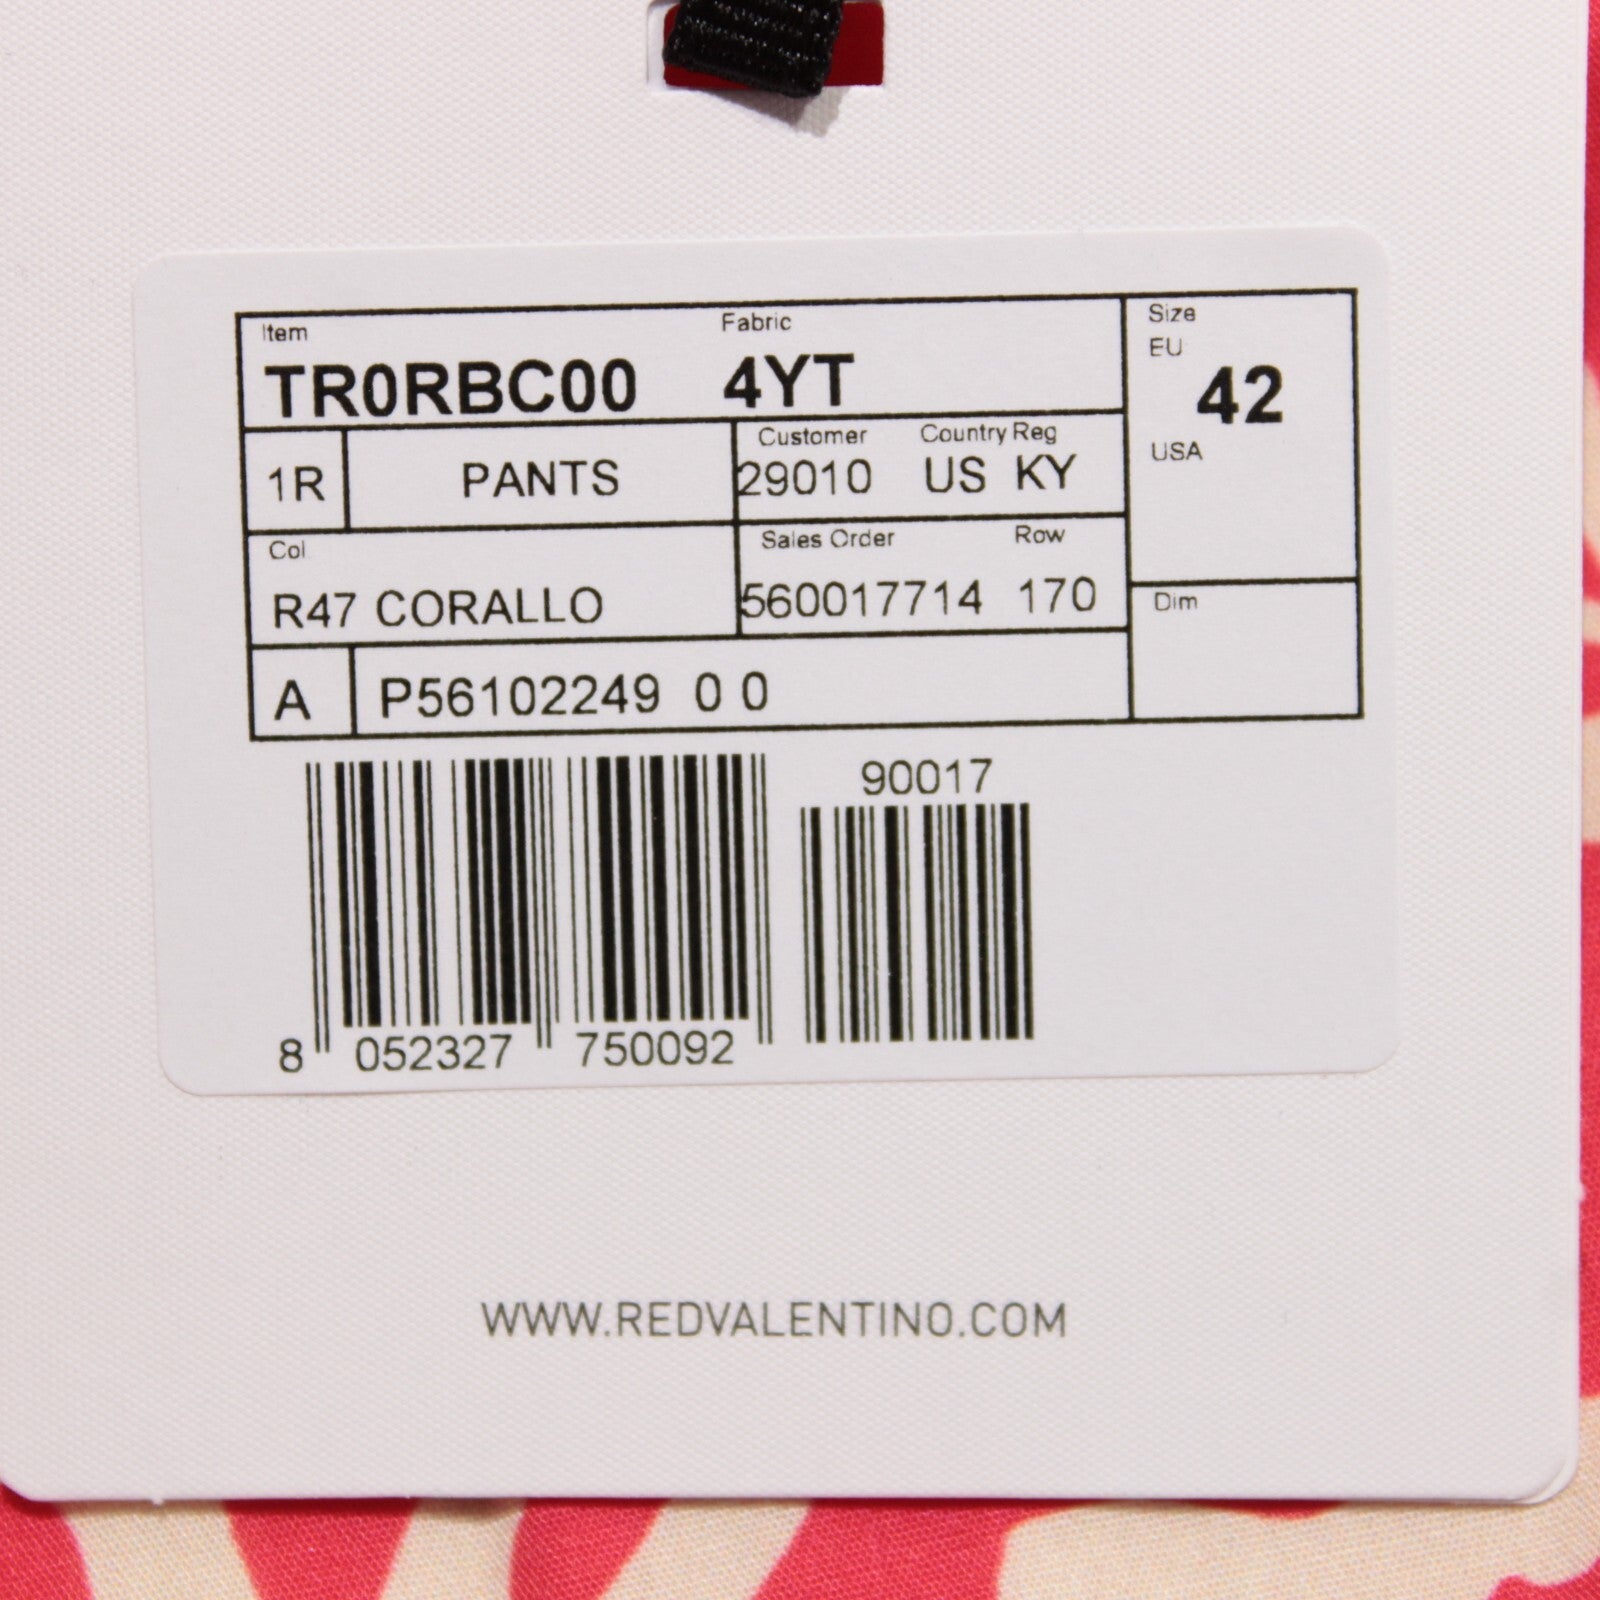 Item Fabric
TR0RBC00 4YT
Size
EU
42
USA
1R PANTS
Customer Country Reg
29010 US KY
Col
R47 CORALLO
Sales Order Row
560017714 170
Dim
A P56102249 0 0
90017
8 052327 750092
WWW.REDVALENTINO.COM